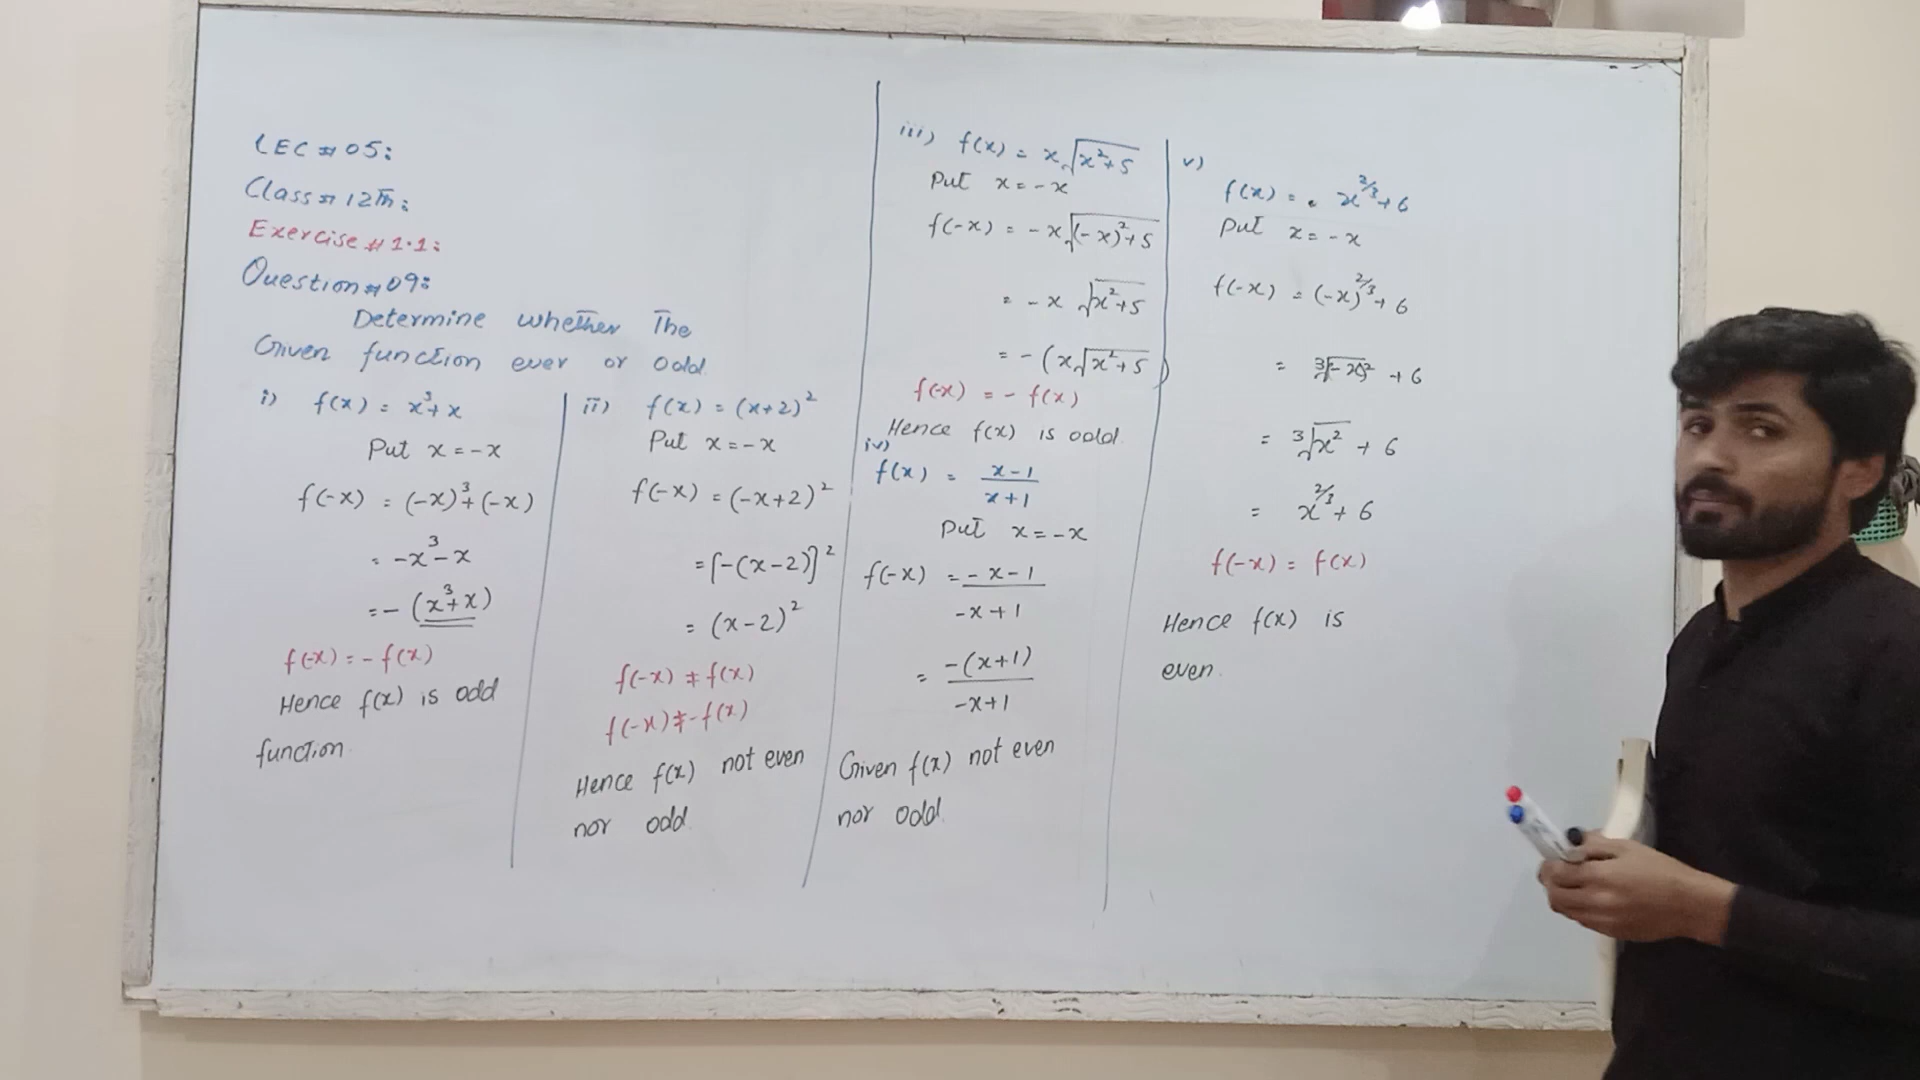 LEC # 05:
Class # 12th:
Exercise # 1.1:
Question # 09:
Determine whether The
Given function ever or odd
i) f(x) = x³+x
Put x = -x
f(-x) = (-x)³+(-x)
= -x³-x
= -(x³+x)
f(-x) = -f(x)
Hence f(x) is odd
function.
ii) f(x) = (x+2)²
Put x = -x
f(-x) = (-x+2)²
= [-(x-2)]²
= (x-2)²
f(-x) ≠ f(x)
f(-x) ≠ -f(x)
Hence f(x) not even
nor odd.
iii) f(x) = x√(x²+5)
Put x = -x
f(-x) = -x√((-x)²+5)
= -x √(x²+5)
= -(x√(x²+5))
f(-x) = -f(x)
Hence f(x) is odd.
iv)
f(x) = (x-1)/(x+1)
Put x = -x
f(-x) = (-x-1)/(-x+1)
= -(x+1)/(-x+1)
Given f(x) not even
nor odd.
v)
f(x) = x^(2/3)+6
Put x = -x
f(-x) = (-x)^(2/3)+6
= ∛(-x)² + 6
= ∛x² + 6
= x^(2/3)+6
f(-x) = f(x)
Hence f(x) is
even.